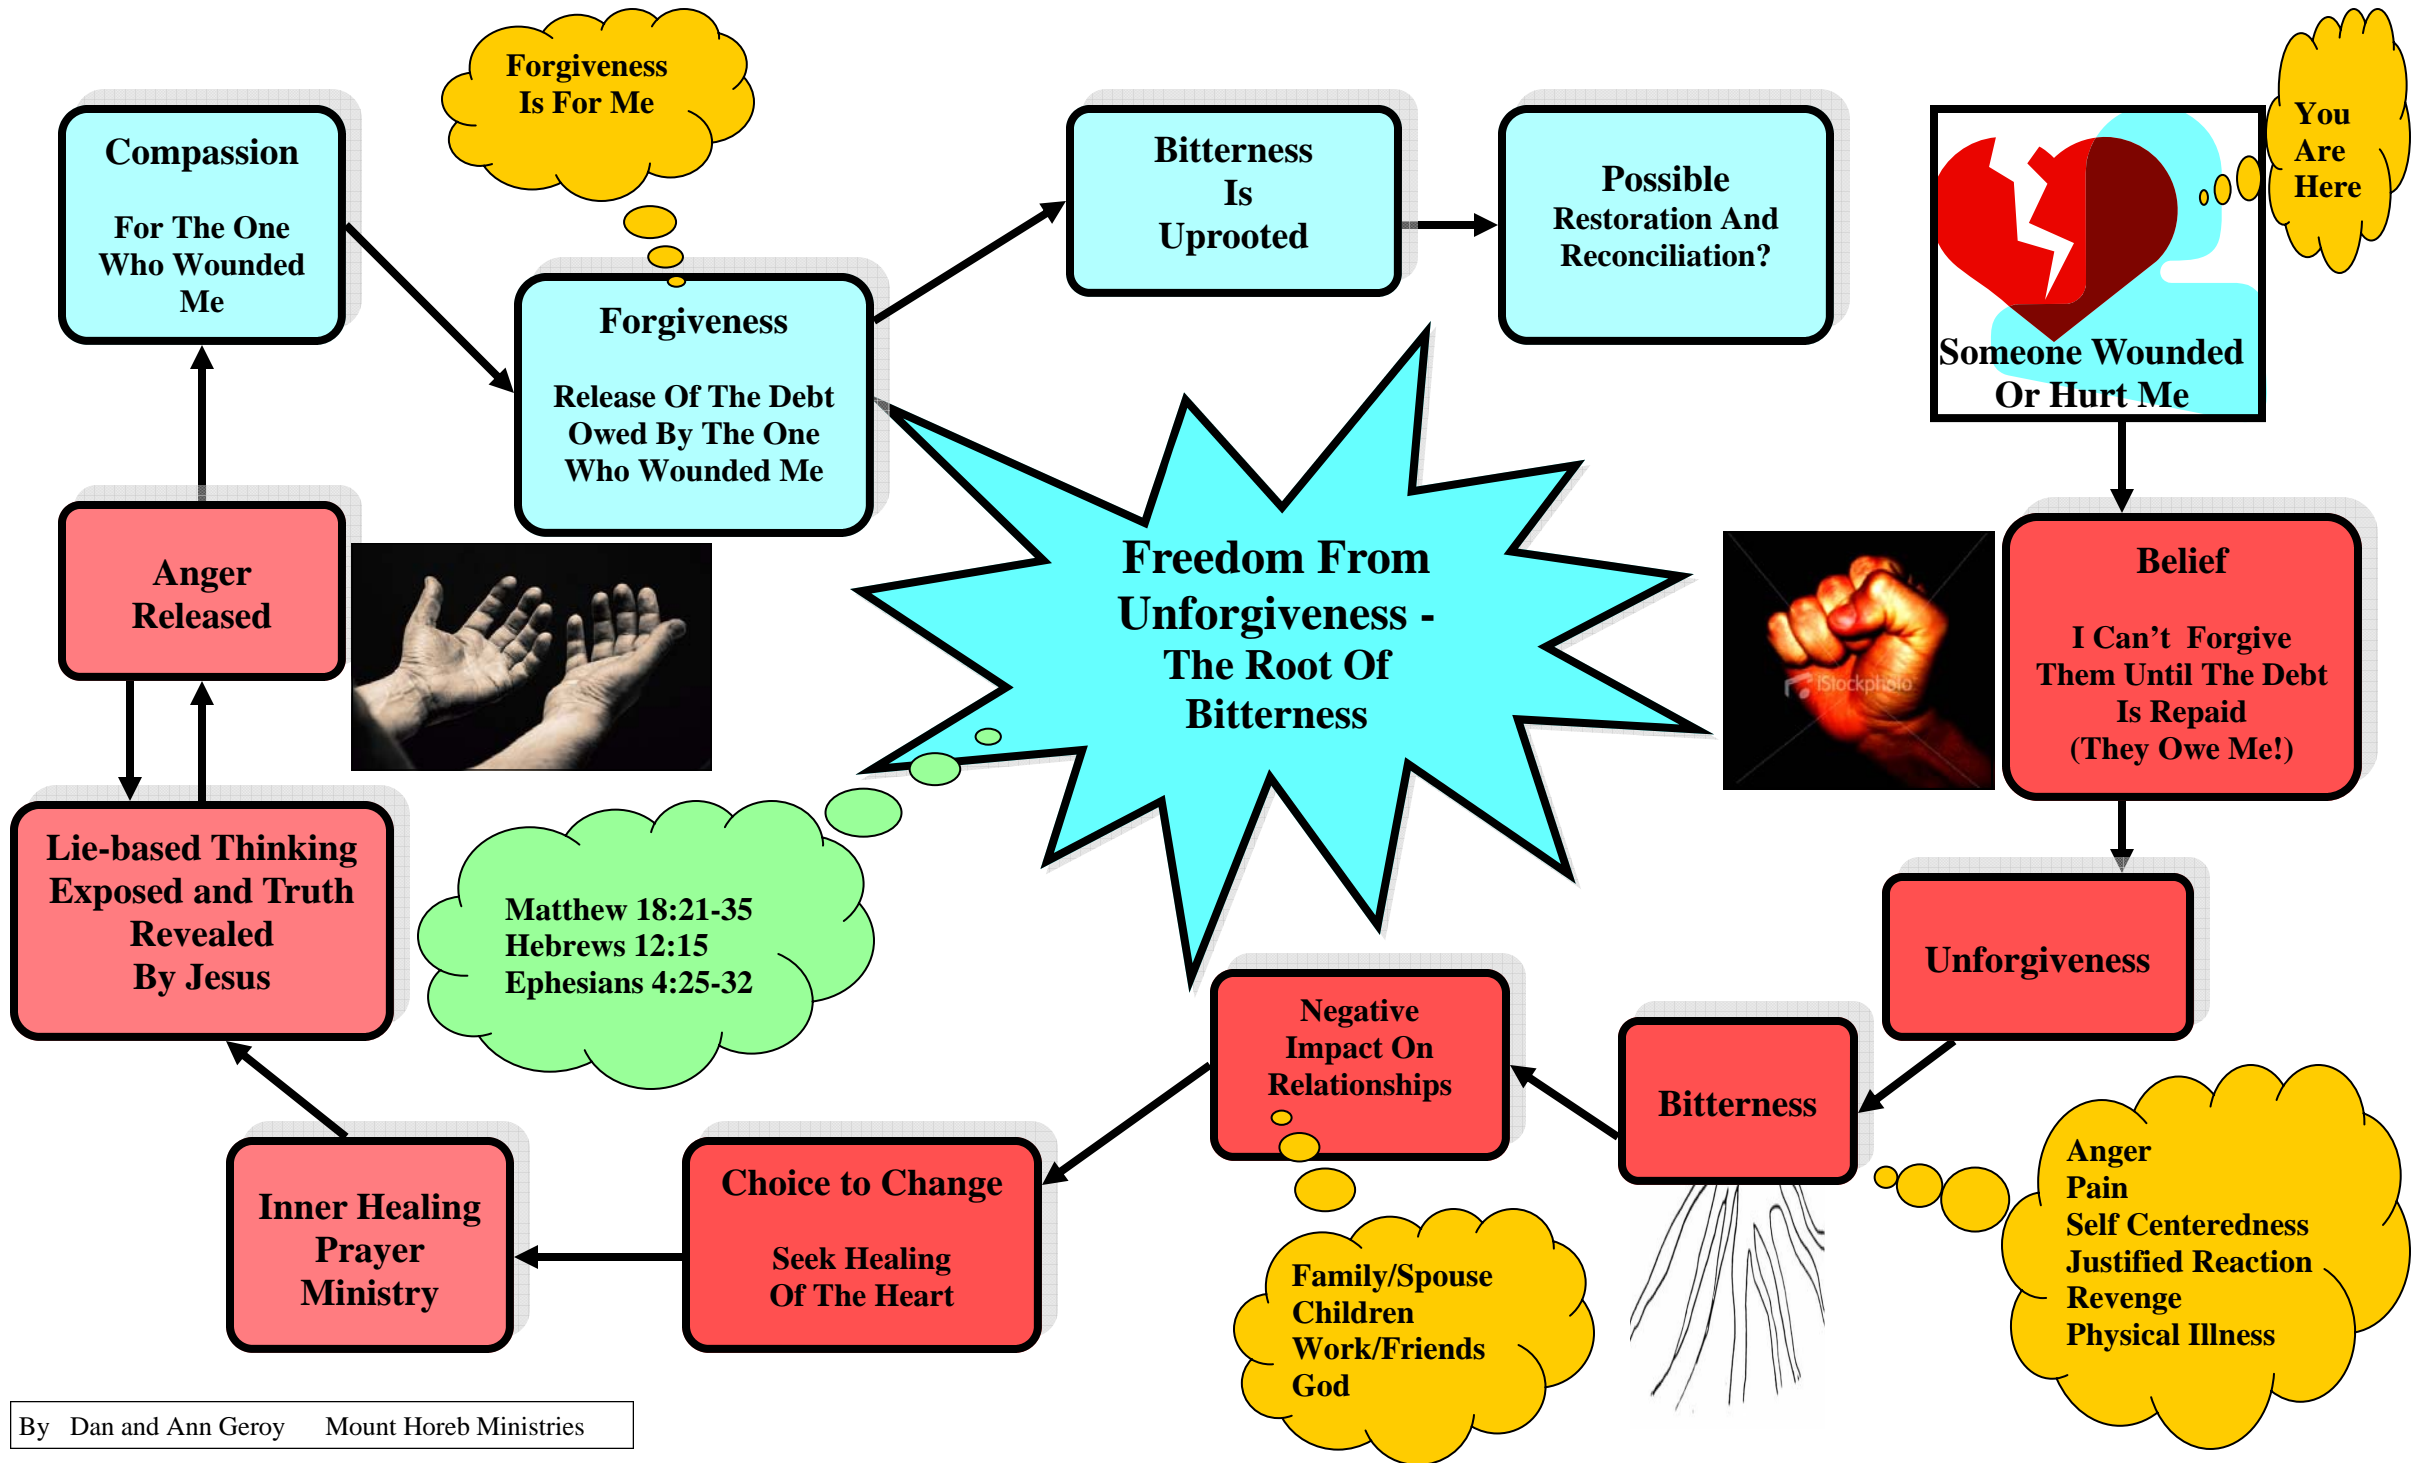 Forgiveness
Is For Me
You
Are
Here
Compassion
For The One
Who Wounded
Me
Bitterness
Is
Uprooted
Possible
Restoration And
Reconciliation?
Someone Wounded
Or Hurt Me
Forgiveness
Release Of The Debt
Owed By The One
Who Wounded Me
Freedom From
Unforgiveness -
The Root Of
Bitterness
Belief
I Can’t  Forgive
Them Until The Debt
Is Repaid
(They Owe Me!)
iStockphoto
Anger
Released
Lie-based Thinking
Exposed and Truth
Revealed
By Jesus
Matthew 18:21-35
Hebrews 12:15
Ephesians 4:25-32
Unforgiveness
Negative
Impact On
Relationships
Bitterness
Anger
Pain
Self Centeredness
Justified Reaction
Revenge
Physical Illness
Choice to Change
Seek Healing
Of The Heart
Inner Healing
Prayer
Ministry
Family/Spouse
Children
Work/Friends
God
By   Dan and Ann Geroy      Mount Horeb Ministries